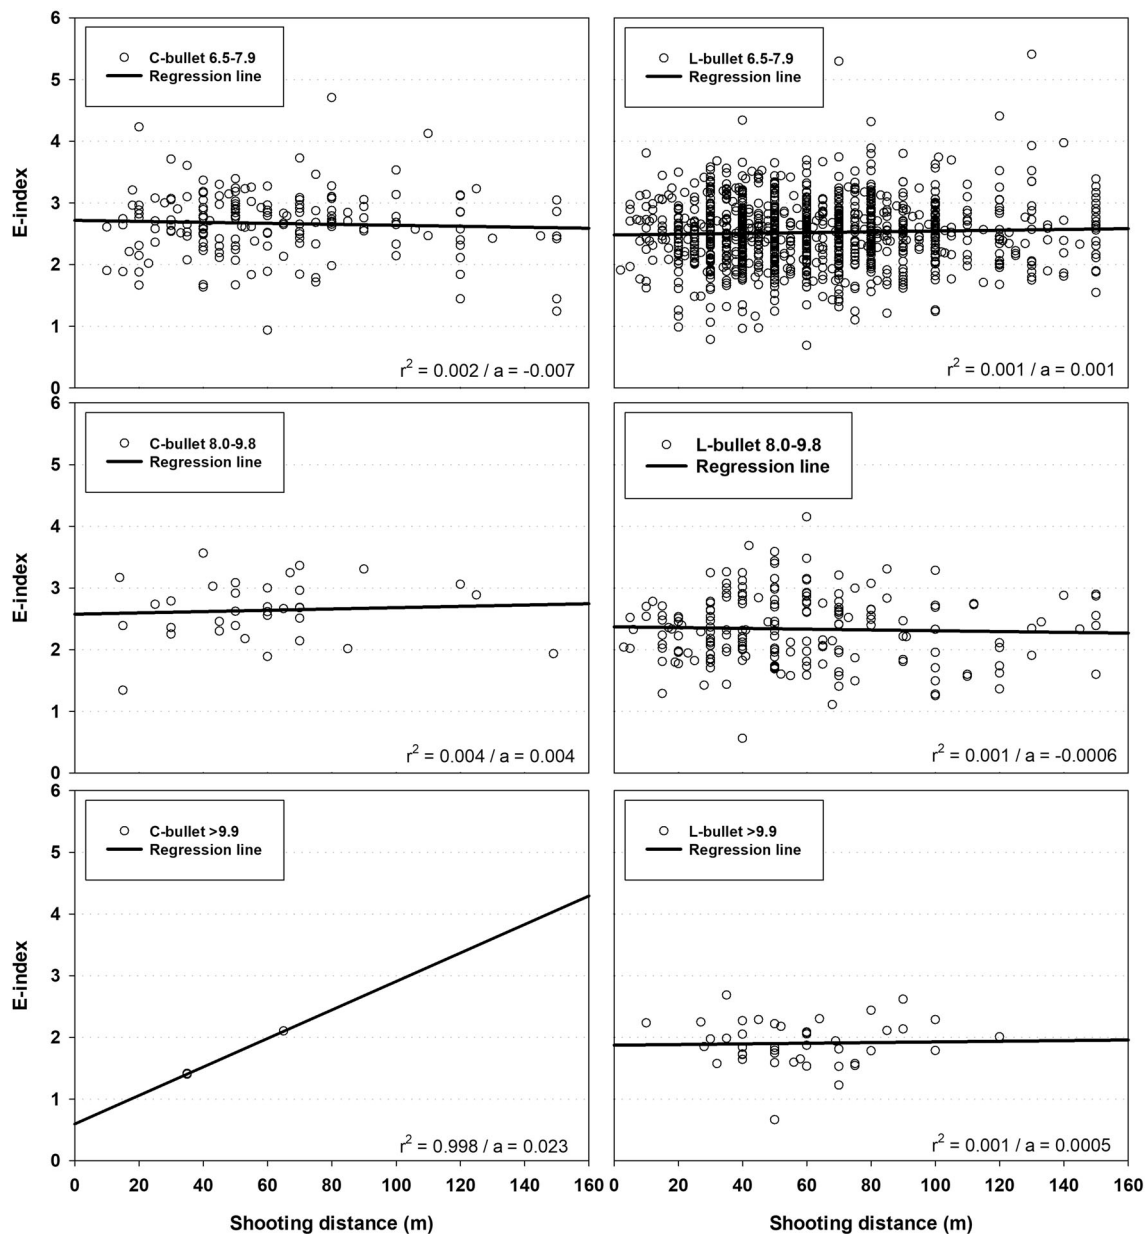 6
5
4
3
2
1
0
E-index
C-bullet 6.5-7.9
Regression line
r² = 0.002 / a = -0.007
L-bullet 6.5-7.9
Regression line
r² = 0.001 / a = 0.001
6
5
4
3
2
1
0
E-index
C-bullet 8.0-9.8
Regression line
r² = 0.004 / a = 0.004
L-bullet 8.0-9.8
Regression line
r² = 0.001 / a = -0.0006
6
5
4
3
2
1
0
E-index
C-bullet >9.9
Regression line
r² = 0.998 / a = 0.023
L-bullet >9.9
Regression line
r² = 0.001 / a = 0.0005
0 20 40 60 80 100 120 140 160
0 20 40 60 80 100 120 140 160
Shooting distance (m)
Shooting distance (m)